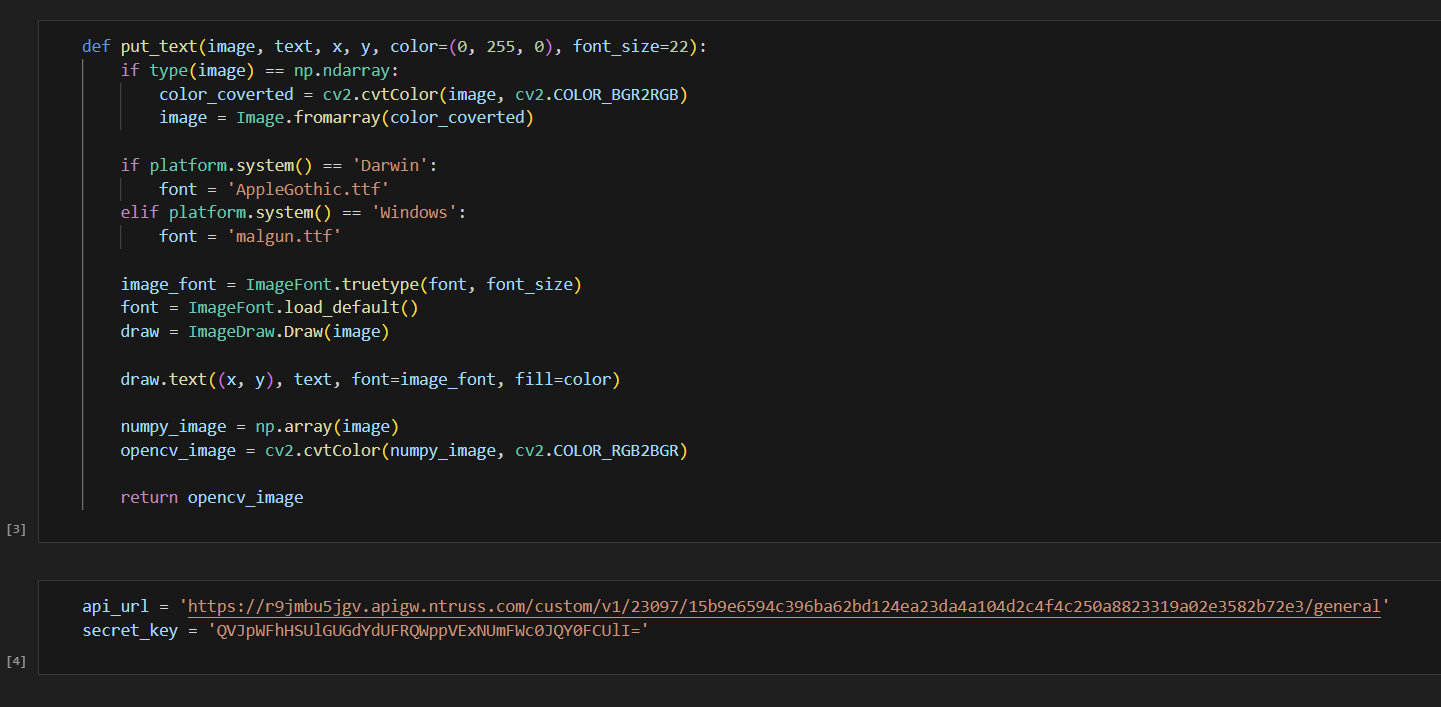 def put_text(image, text, x, y, color=(0, 255, 0), font_size=22):
if type(image) == np.ndarray:
color_coverted = cv2.cvtColor(image, cv2.COLOR_BGR2RGB)
image = Image.fromarray(color_coverted)
if platform.system() == 'Darwin':
font = 'AppleGothic.ttf'
elif platform.system() == 'Windows':
font = 'malgun.ttf'
image_font = ImageFont.truetype(font, font_size)
font = ImageFont.load_default()
draw = ImageDraw.Draw(image)
draw.text((x, y), text, font=image_font, fill=color)
numpy_image = np.array(image)
opencv_image = cv2.cvtColor(numpy_image, cv2.COLOR_RGB2BGR)
return opencv_image
[3]
api_url = 'https://r9jmbu5jgv.apigw.ntruss.com/custom/v1/23097/15b9e6594c396ba62bd124ea23da4a104d2c4f4c250a8823319a02e3582b72e3/general'
secret_key = 'QVJpWFhHSUlGUGdYdUFRQWppVExNUmFWc0JQY0FCUlI='
[4]